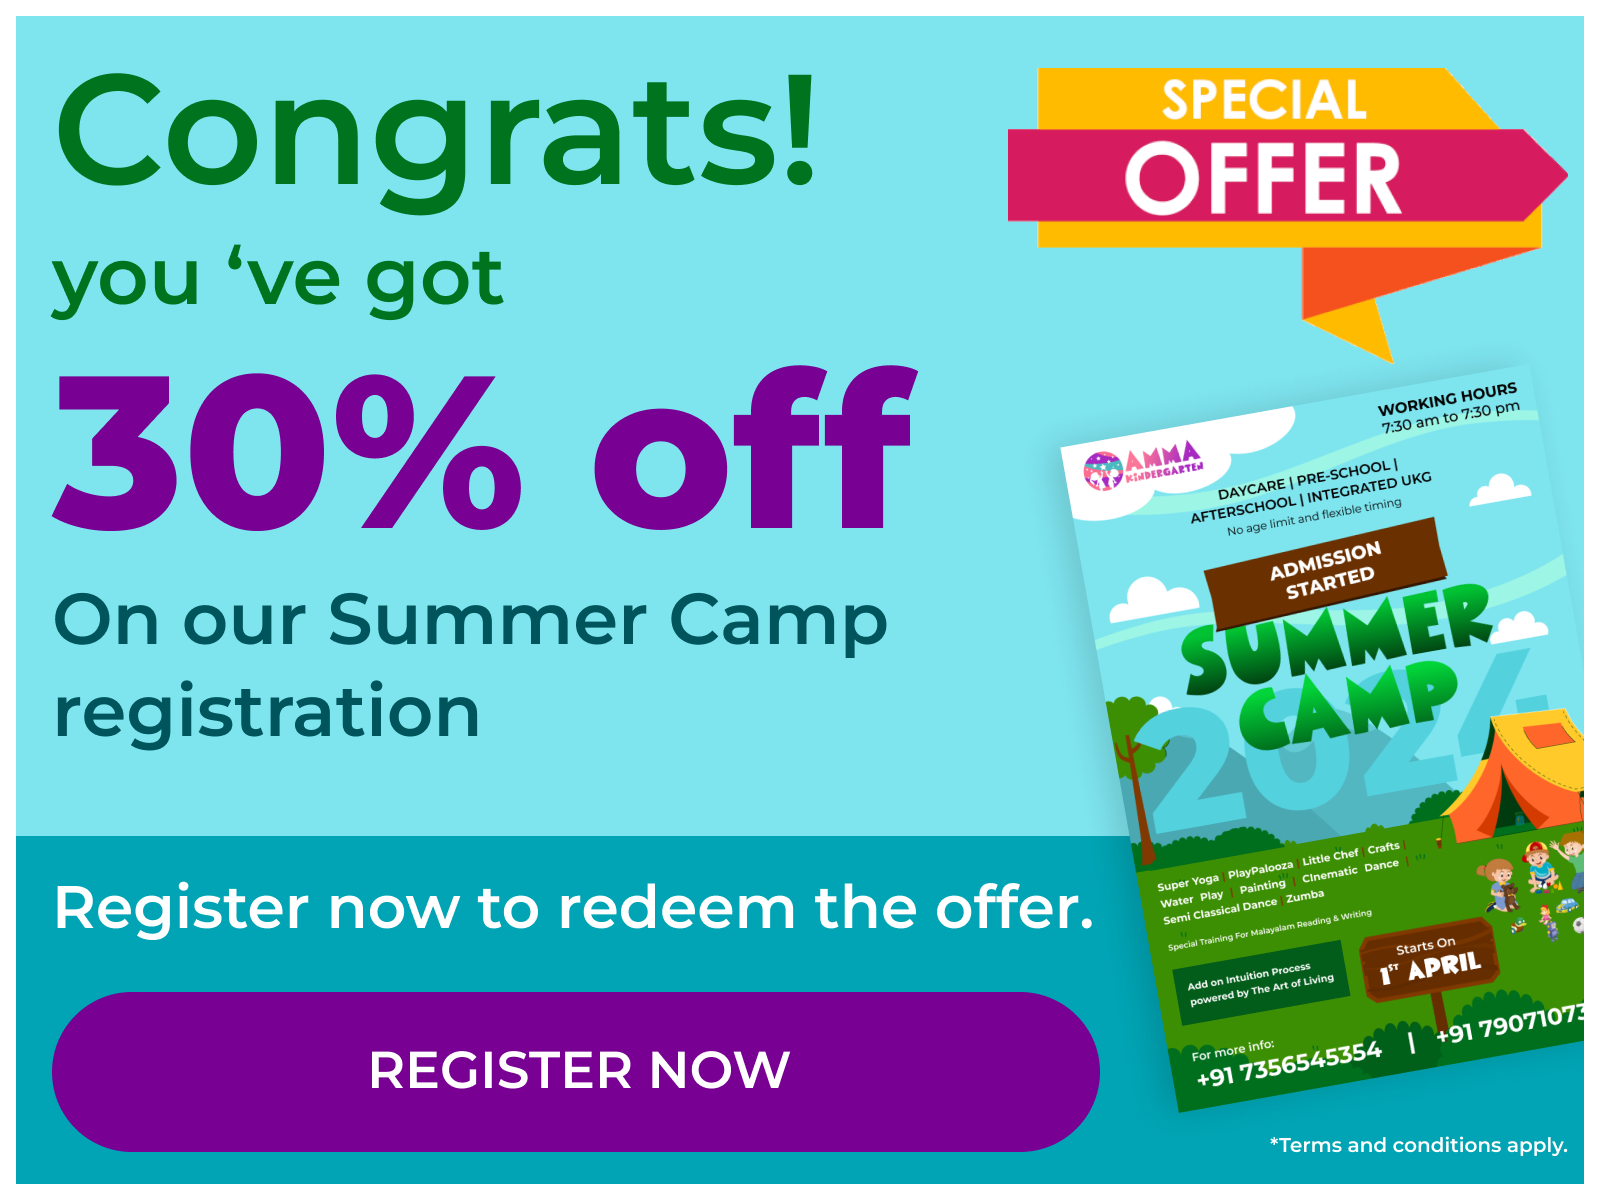 Congrats!
you ‘ve got
30% off
On our Summer Camp
registration
Register now to redeem the offer.
REGISTER NOW
SPECIAL
OFFER
WORKING HOURS
7:30 am to 7:30 pm
AMMA
KINDERGARTEN
DAYCARE | PRE-SCHOOL |
AFTERSCHOOL | INTEGRATED UKG
No age limit and flexible timing
ADMISSION
STARTED
SUMMER
CAMP
2024
Super Yoga | PlayPalooza | Little Chef | Crafts |
Water Play | Painting | CInematic Dance |
Semi Classical Dance | Zumba
Special Training For Malayalam Reading & Writing
Add on Intuition Process
powered by The Art of Living
Starts On
1ST APRIL
For more info:
+91 7356545354 | +91 79071073
*Terms and conditions apply.